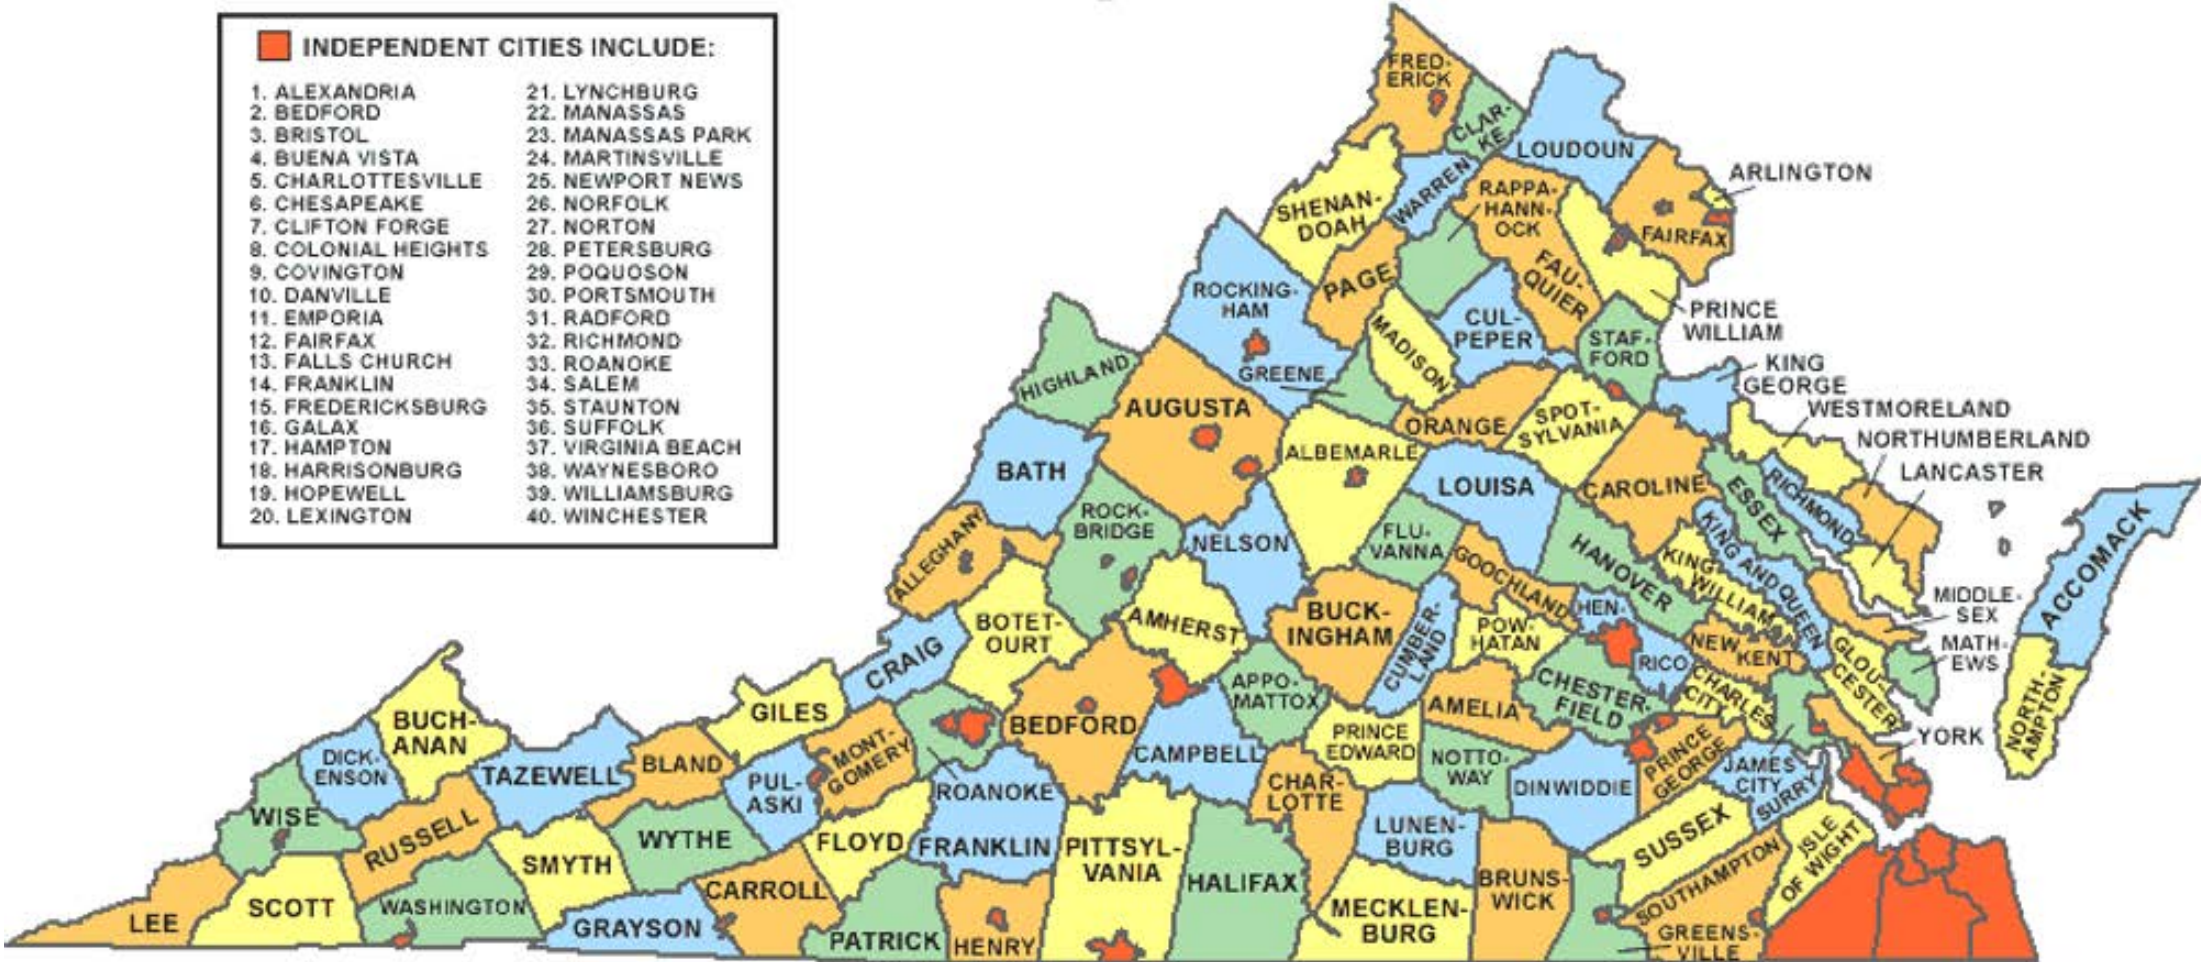 INDEPENDENT CITIES INCLUDE:
1. ALEXANDRIA
2. BEDFORD
3. BRISTOL
4. BUENA VISTA
5. CHARLOTTESVILLE
6. CHESAPEAKE
7. CLIFTON FORGE
8. COLONIAL HEIGHTS
9. COVINGTON
10. DANVILLE
11. EMPORIA
12. FAIRFAX
13. FALLS CHURCH
14. FRANKLIN
15. FREDERICKSBURG
16. GALAX
17. HAMPTON
18. HARRISONBURG
19. HOPEWELL
20. LEXINGTON
21. LYNCHBURG
22. MANASSAS
23. MANASSAS PARK
24. MARTINSVILLE
25. NEWPORT NEWS
26. NORFOLK
27. NORTON
28. PETERSBURG
29. POQUOSON
30. PORTSMOUTH
31. RADFORD
32. RICHMOND
33. ROANOKE
34. SALEM
35. STAUNTON
36. SUFFOLK
37. VIRGINIA BEACH
38. WAYNESBORO
39. WILLIAMSBURG
40. WINCHESTER
FRED-
ERICK
CLAR-
KE
LOUDOUN
ARLINGTON
WARREN
RAPPA-
HANN-
OCK
SHENAN-
DOAH
FAIRFAX
FAU-
QUIER
PAGE
ROCKING-
HAM
PRINCE
WILLIAM
CUL-
PEPER
MADISON
STAF-
FORD
KING
GEORGE
HIGHLAND
GREENE
AUGUSTA
ORANGE
SPOT-
SYLVANIA
WESTMORELAND
NORTHUMBERLAND
LANCASTER
ALBEMARLE
BATH
LOUISA
CAROLINE
ESSEX
RICHMOND
ROCK-
BRIDGE
NELSON
FLU-
VANNA
GOOCHLAND
HANOVER
KING
WILLIAM
KING AND QUEEN
ALLEGHANY
ACCOMACK
MIDDLE-
SEX
MATH-
EWS
BOTET-
OURT
AMHERST
BUCK-
INGHAM
CUMBER-
LAND
POW-
HATAN
HEN-
RICO
NEW
KENT
GLOU-
CESTER
CRAIG
APPO-
MATTOX
AMELIA
CHESTER-
FIELD
CHARLES
CITY
NORTH-
AMPTON
BUCH-
ANAN
GILES
BEDFORD
CAMPBELL
PRINCE
EDWARD
NOTTO-
WAY
YORK
DICK-
ENSON
TAZEWELL
BLAND
MONT-
GOMERY
PUL-
ASKI
ROANOKE
CHAR-
LOTTE
DINWIDDIE
PRINCE
GEORGE
JAMES
CITY
SURRY
WISE
RUSSELL
SMYTH
WYTHE
FLOYD
FRANKLIN
PITTSYL-
VANIA
HALIFAX
LUNEN-
BURG
SUSSEX
ISLE
OF WIGHT
LEE
SCOTT
WASHINGTON
GRAYSON
CARROLL
PATRICK
HENRY
MECKLEN-
BURG
BRUNS-
WICK
SOUTHAMPTON
GREENS-
VILLE